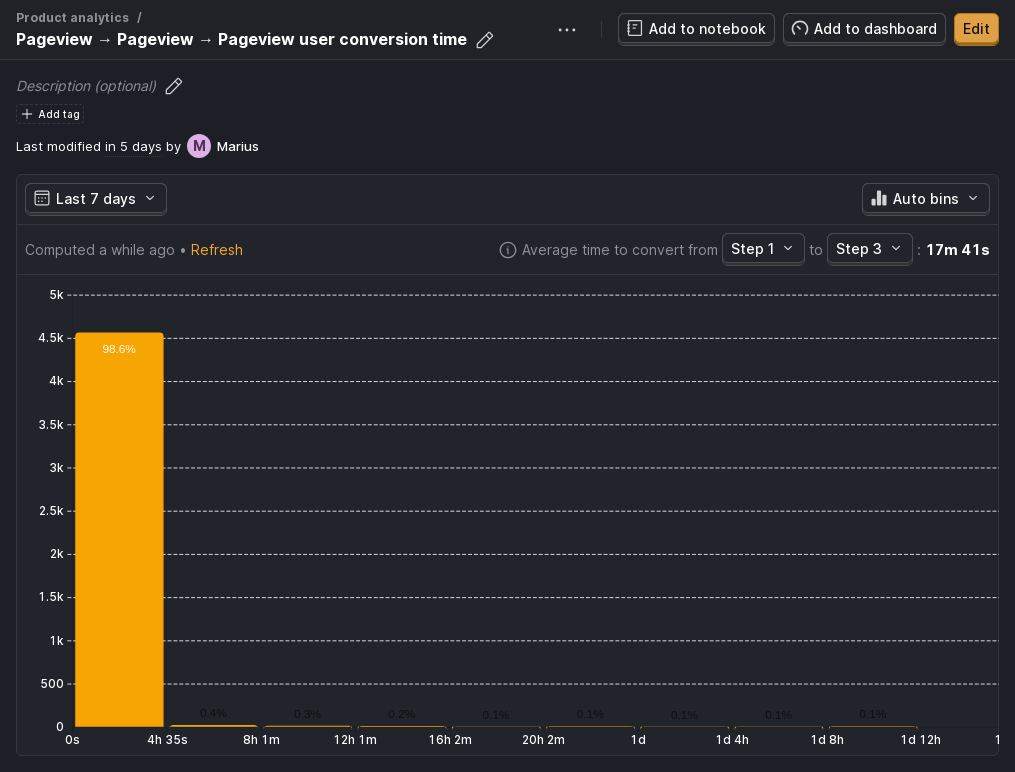 Product analytics /
Pageview → Pageview → Pageview user conversion time
Add to notebook
Add to dashboard
Edit
Description (optional)
Add tag
Last modified in 5 days by M Marius
Last 7 days
Auto bins
Computed a while ago • Refresh
Average time to convert from Step 1 to Step 3 : 17m 41s
5k
4.5k
4k
3.5k
3k
2.5k
2k
1.5k
1k
500
0
98.6%
0.4%
0.3%
0.2%
0.1%
0.1%
0.1%
0.1%
0.1%
0s
4h 35s
8h 1m
12h 1m
16h 2m
20h 2m
1d
1d 4h
1d 8h
1d 12h